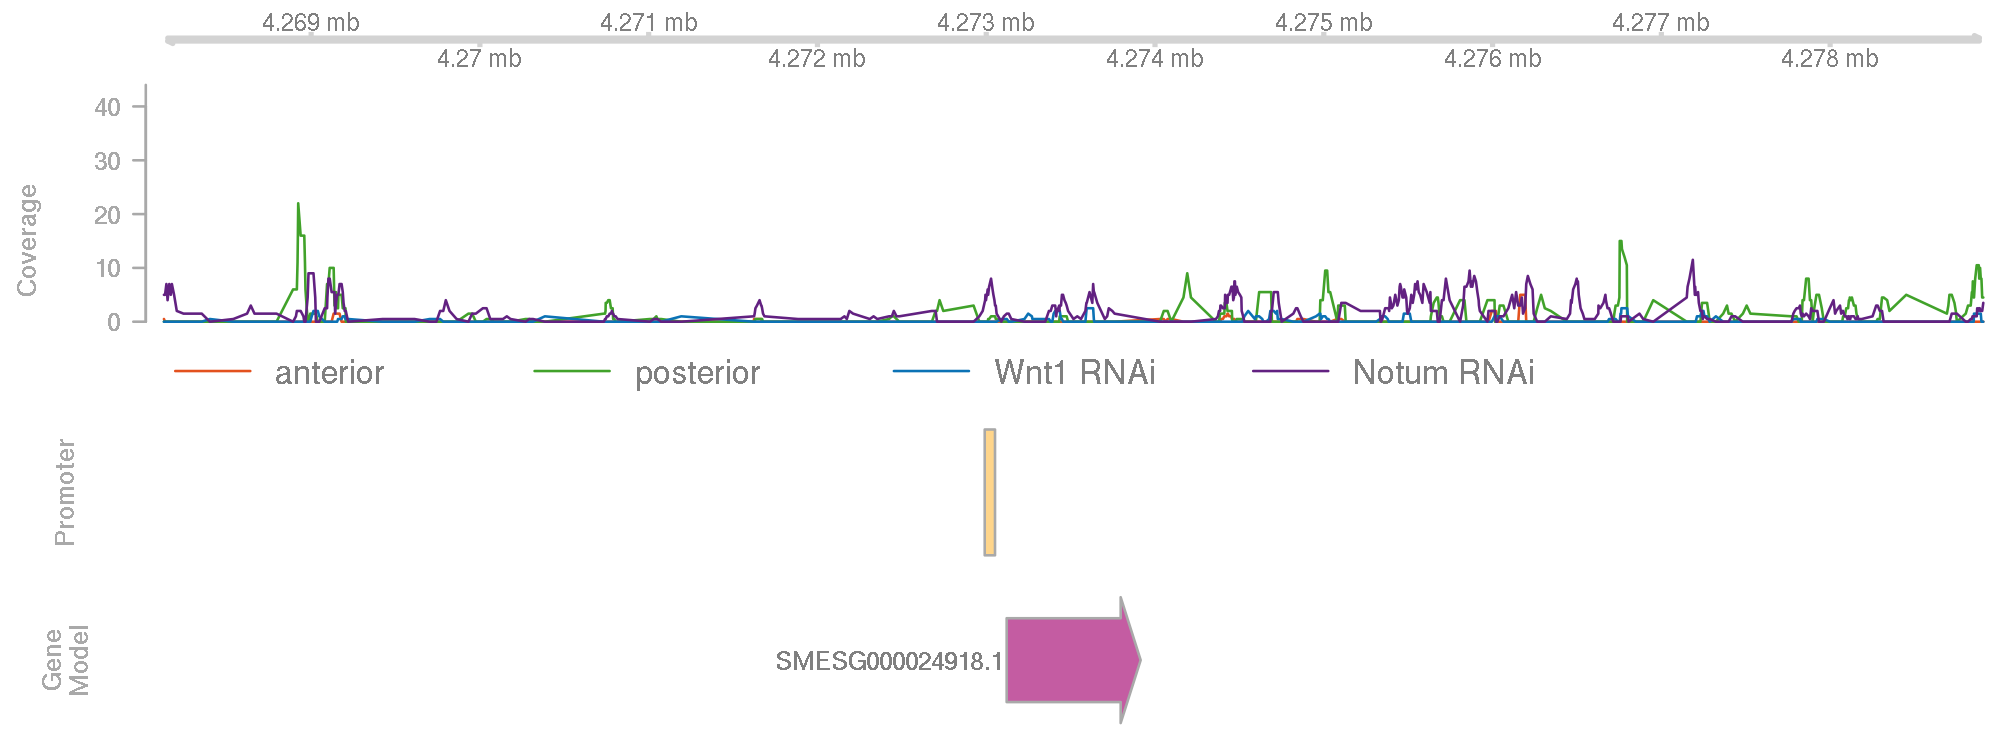 4.269 mb 4.271 mb 4.273 mb 4.275 mb 4.277 mb
4.27 mb 4.272 mb 4.274 mb 4.276 mb 4.278 mb
Coverage
40
30
20
10
0
anterior posterior Wnt1 RNAi Notum RNAi
Promoter
Gene
Model
SMESG000024918.1